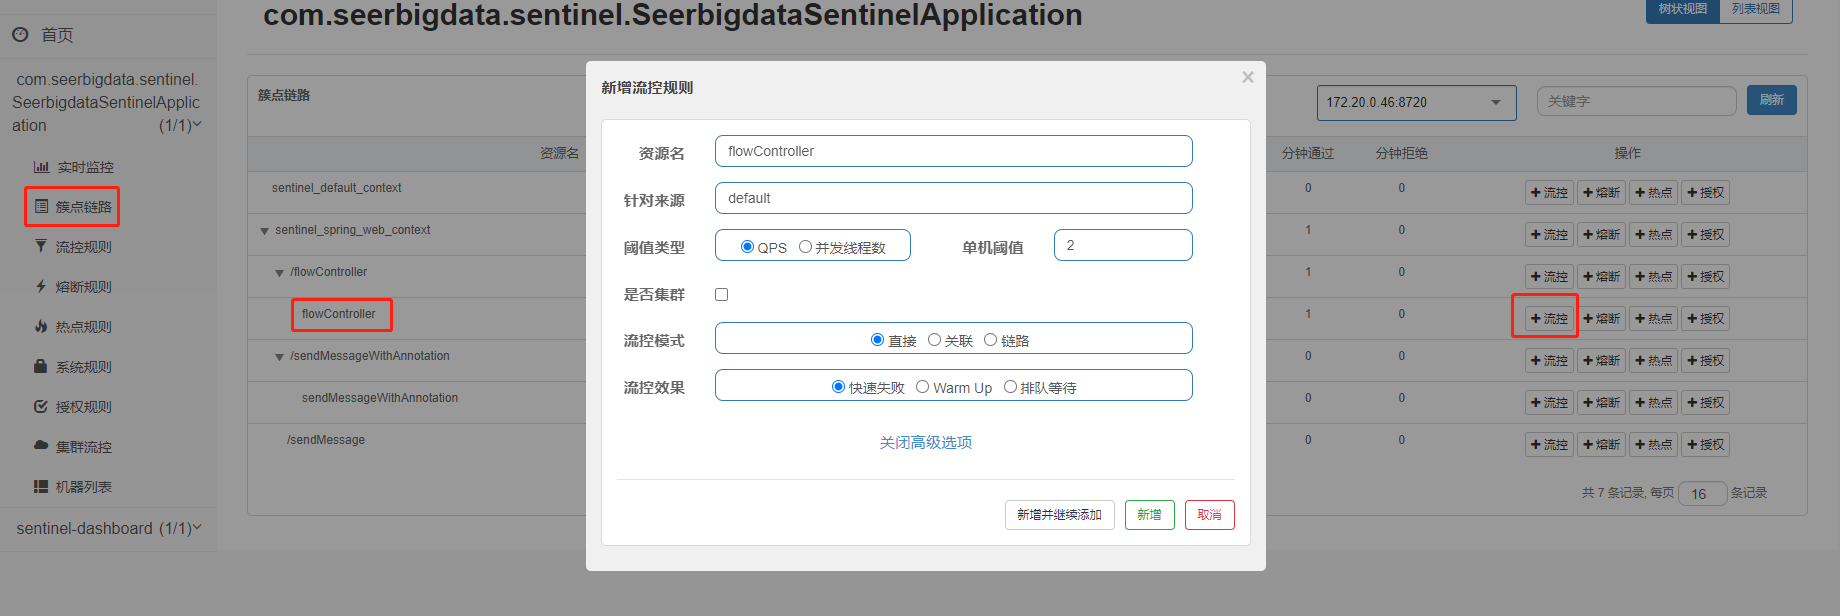 com.seerbigdata.sentinel.SeerbigdataSentinelApplication
树状视图 列表视图
首页
com.seerbigdata.sentinel.
SeerbigdataSentinelApplic
ation (1/1)
实时监控
簇点链路
流控规则
熔断规则
热点规则
系统规则
授权规则
集群流控
机器列表
sentinel-dashboard (1/1)
簇点链路
172.20.0.46:8720 关键字 刷新
资源名 分钟通过 分钟拒绝 操作
sentinel_default_context 0 0 流控 熔断 热点 授权
sentinel_spring_web_context 1 0 流控 熔断 热点 授权
/flowController 1 0 流控 熔断 热点 授权
flowController 1 0 流控 熔断 热点 授权
/sendMessageWithAnnotation 0 0 流控 熔断 热点 授权
sendMessageWithAnnotation 0 0 流控 熔断 热点 授权
/sendMessage 0 0 流控 熔断 热点 授权
共 7 条记录, 每页 16 条记录
新增流控规则 ×
资源名 flowController
针对来源 default
阈值类型 QPS 并发线程数 单机阈值 2
是否集群
流控模式 直接 关联 链路
流控效果 快速失败 Warm Up 排队等待
关闭高级选项
新增并继续添加 新增 取消